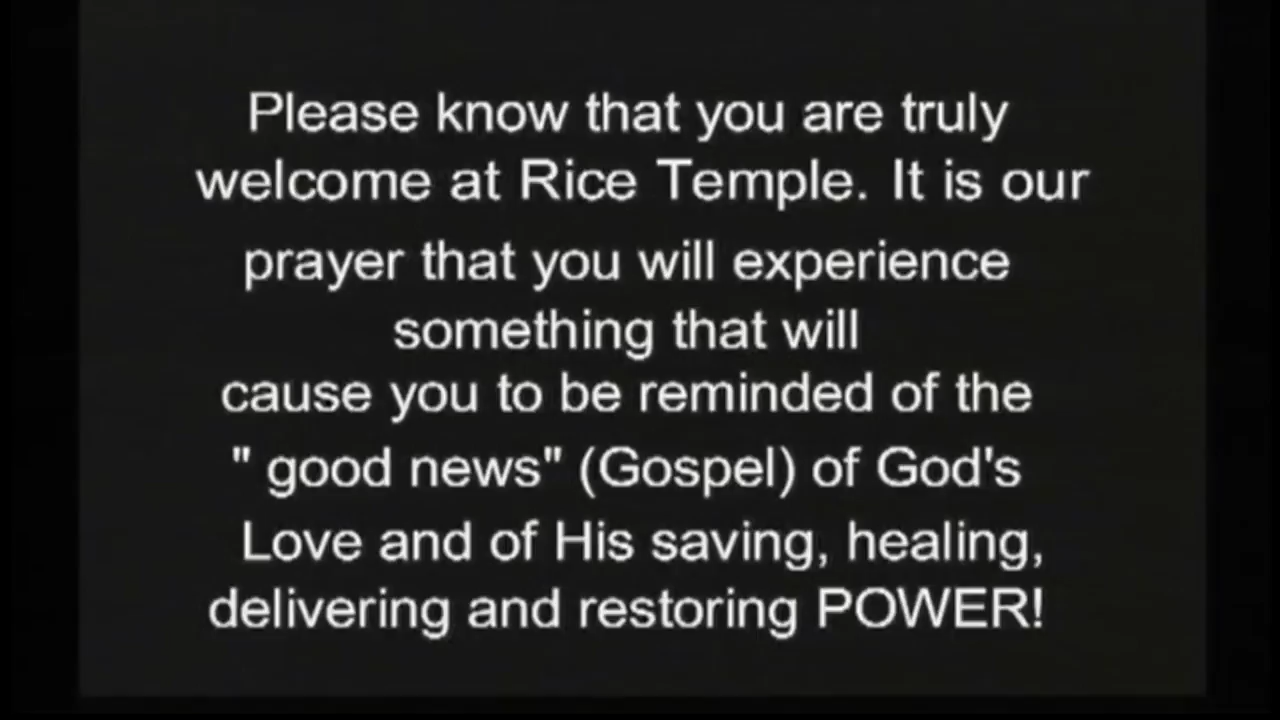 Please know that you are truly
welcome at Rice Temple. It is our
prayer that you will experience
something that will
cause you to be reminded of the
" good news" (Gospel) of God's
Love and of His saving, healing,
delivering and restoring POWER!